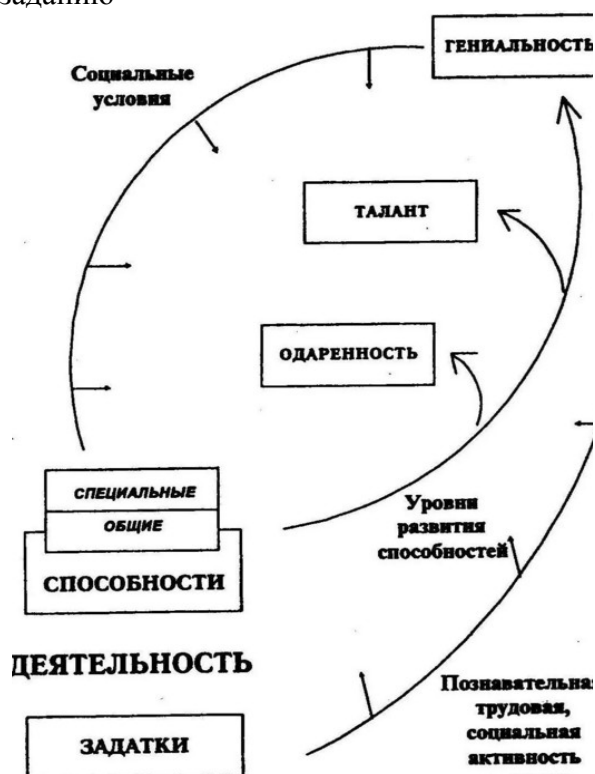 заданию
ГЕНИАЛЬНОСТЬ
Социальные
условия
ТАЛАНТ
ОДАРЕННОСТЬ
СПЕЦИАЛЬНЫЕ
ОБЩИЕ
СПОСОБНОСТИ
Уровни
развития
способностей
ДЕЯТЕЛЬНОСТЬ
ЗАДАТКИ
Познавательная
трудовая,
социальная
активность